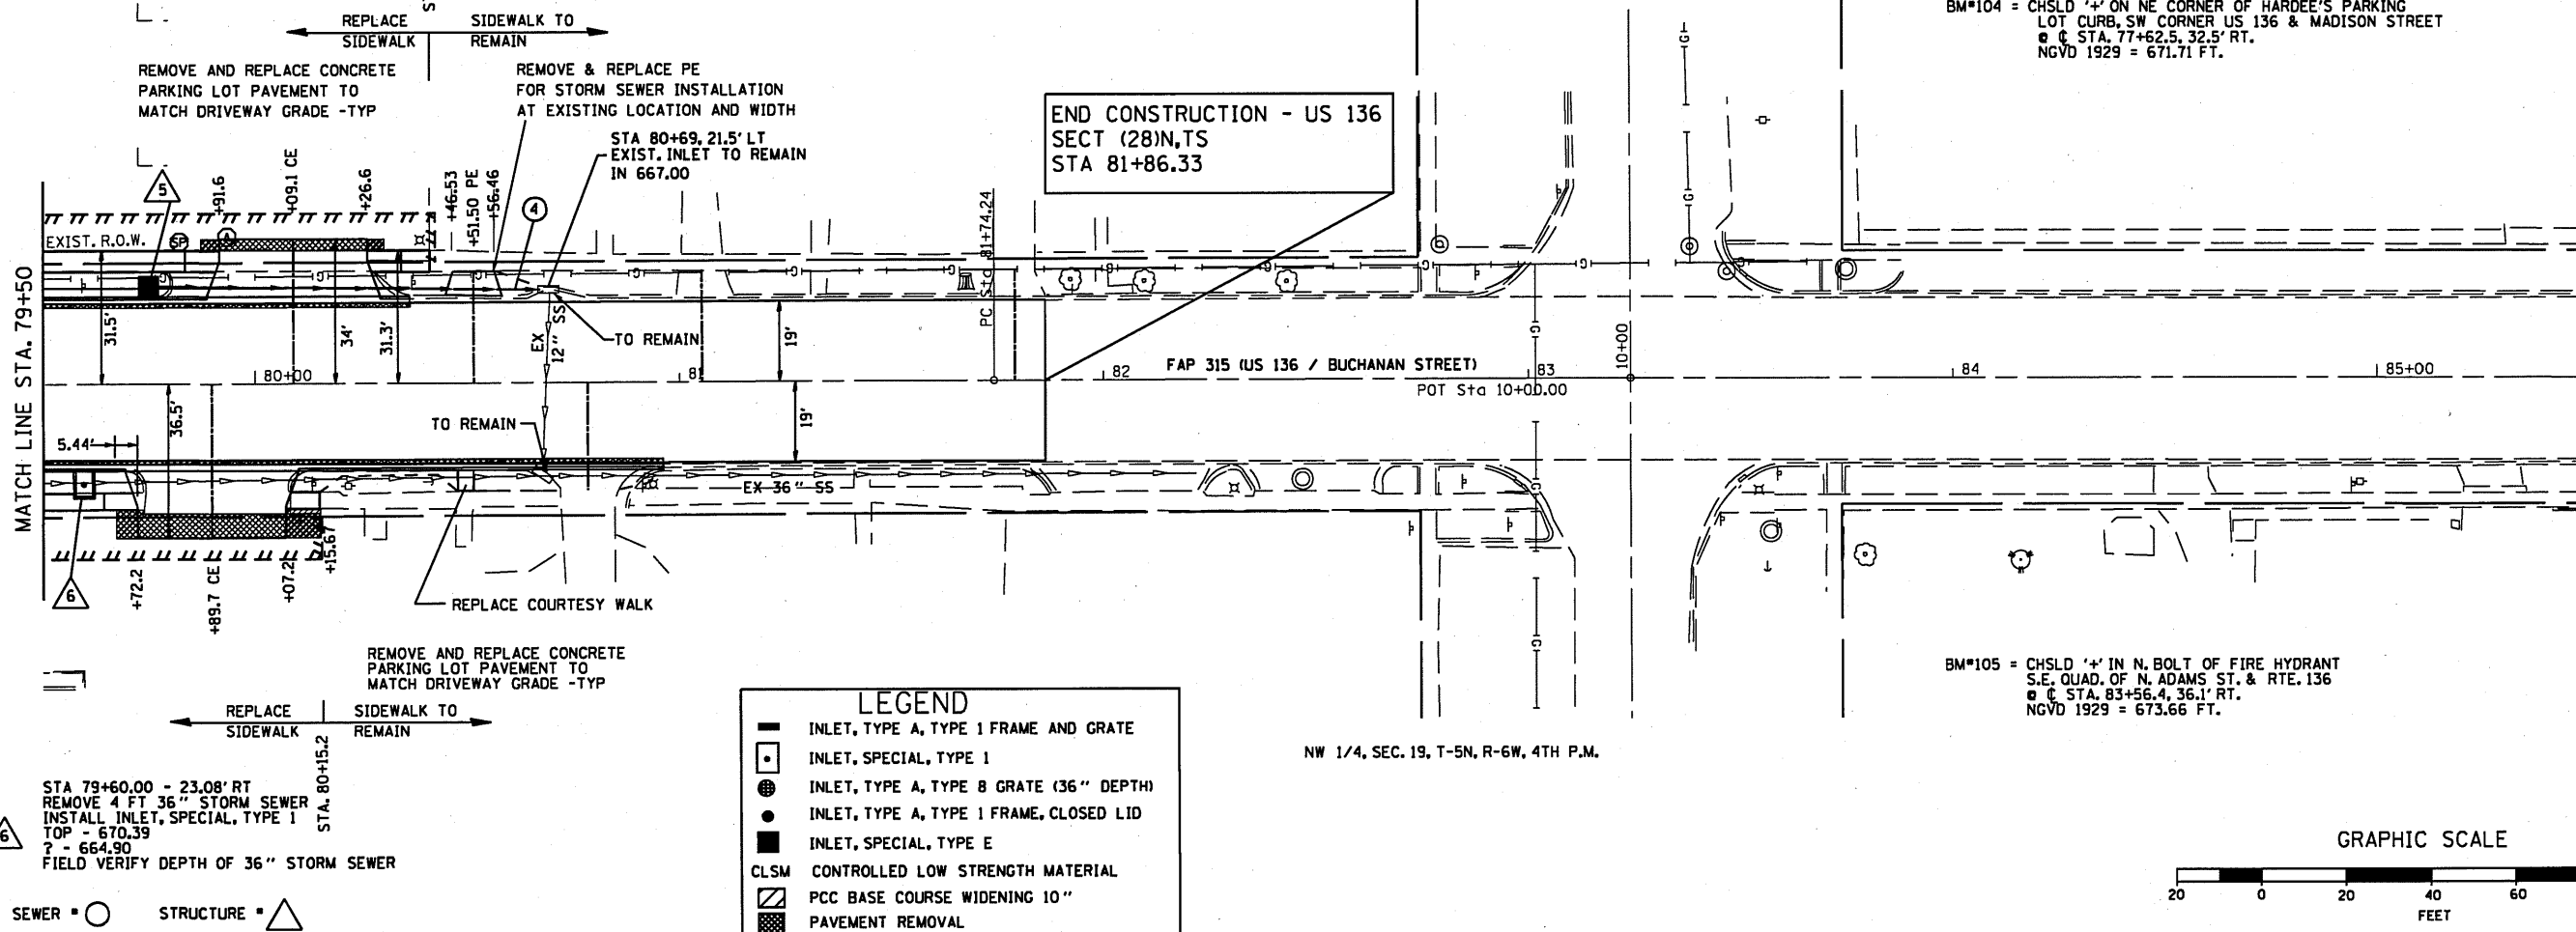 REPLACE SIDEWALK TO
SIDEWALK REMAIN
REMOVE AND REPLACE CONCRETE
PARKING LOT PAVEMENT TO
MATCH DRIVEWAY GRADE -TYP
REMOVE & REPLACE PE
FOR STORM SEWER INSTALLATION
AT EXISTING LOCATION AND WIDTH
STA 80+69, 21.5' LT
EXIST. INLET TO REMAIN
IN 667.00
END CONSTRUCTION - US 136
SECT (28)N,TS
STA 81+86.33
BM#104 = CHSLD '+' ON NE CORNER OF HARDEE'S PARKING
LOT CURB, SW CORNER US 136 & MADISON STREET
@ ℄ STA. 77+62.5, 32.5' RT.
NGVD 1929 = 671.71 FT.
5
+91.6
+09.1 CE
+26.6
+46.53
+51.50 PE
+56.46
4
EXIST. R.O.W.
SP
A
PC Sta 81+74.24
MATCH LINE STA. 79+50
31.5'
34'
31.3'
EX 12" SS
TO REMAIN
19'
80+00
81
82
FAP 315 (US 136 / BUCHANAN STREET)
83
POT Sta 10+00.00
10+00
84
85+00
36.5'
5.44'
TO REMAIN
19'
EX 36" SS
6
+72.2
+89.7 CE
+07.2
+15.67
REPLACE COURTESY WALK
REMOVE AND REPLACE CONCRETE
PARKING LOT PAVEMENT TO
MATCH DRIVEWAY GRADE -TYP
REPLACE SIDEWALK TO
SIDEWALK REMAIN
STA. 80+15.2
BM#105 = CHSLD '+' IN N. BOLT OF FIRE HYDRANT
S.E. QUAD. OF N. ADAMS ST. & RTE. 136
@ ℄ STA. 83+56.4, 36.1' RT.
NGVD 1929 = 673.66 FT.
NW 1/4, SEC. 19, T-5N, R-6W, 4TH P.M.
6
STA 79+60.00 - 23.08' RT
REMOVE 4 FT 36" STORM SEWER
INSTALL INLET, SPECIAL, TYPE 1
TOP - 670.39
? - 664.90
FIELD VERIFY DEPTH OF 36" STORM SEWER
SEWER = STRUCTURE =
LEGEND
INLET, TYPE A, TYPE 1 FRAME AND GRATE
INLET, SPECIAL, TYPE 1
INLET, TYPE A, TYPE 8 GRATE (36" DEPTH)
INLET, TYPE A, TYPE 1 FRAME, CLOSED LID
INLET, SPECIAL, TYPE E
CLSM CONTROLLED LOW STRENGTH MATERIAL
PCC BASE COURSE WIDENING 10"
PAVEMENT REMOVAL
GRAPHIC SCALE
20 0 20 40 60
FEET